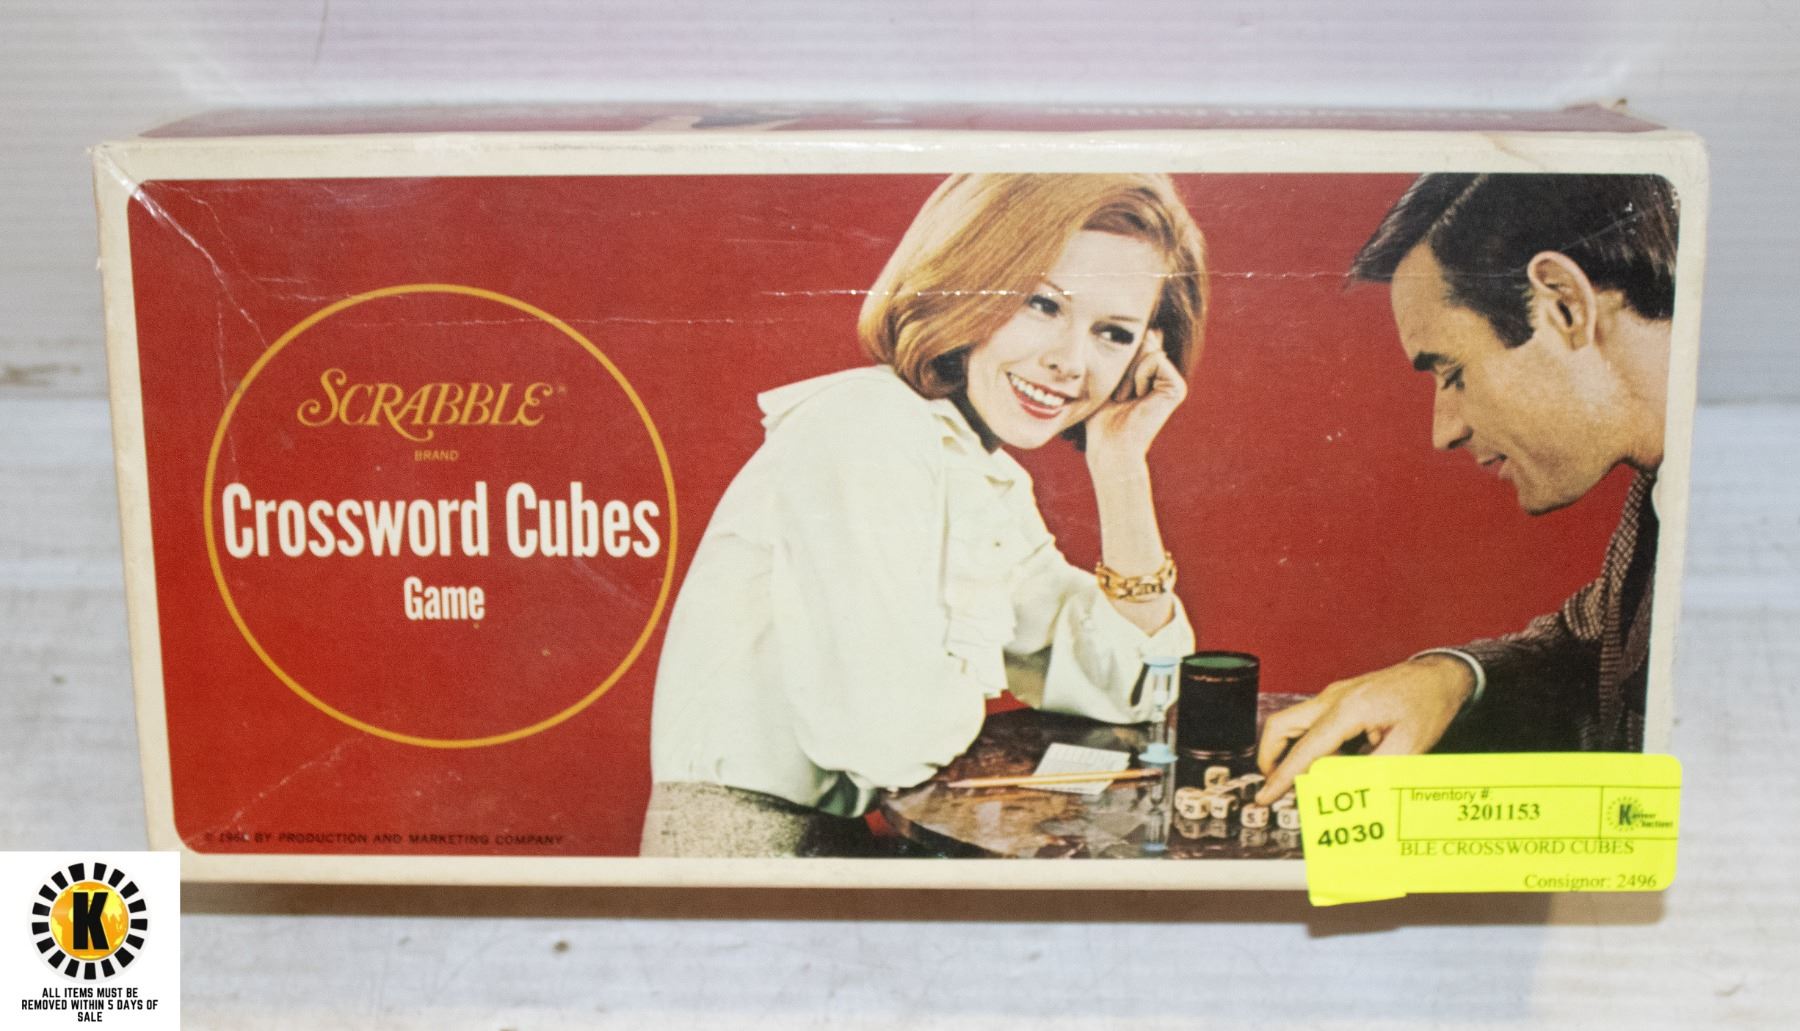 SCRABBLE™
BRAND
Crossword Cubes
Game
BY PRODUCTION AND MARKETING COMPANY
LOT
4030
Inventory #
3201153
BLE CROSSWORD CUBES
Consignor: 2496
K
ALL ITEMS MUST BE
REMOVED WITHIN 5 DAYS OF
SALE